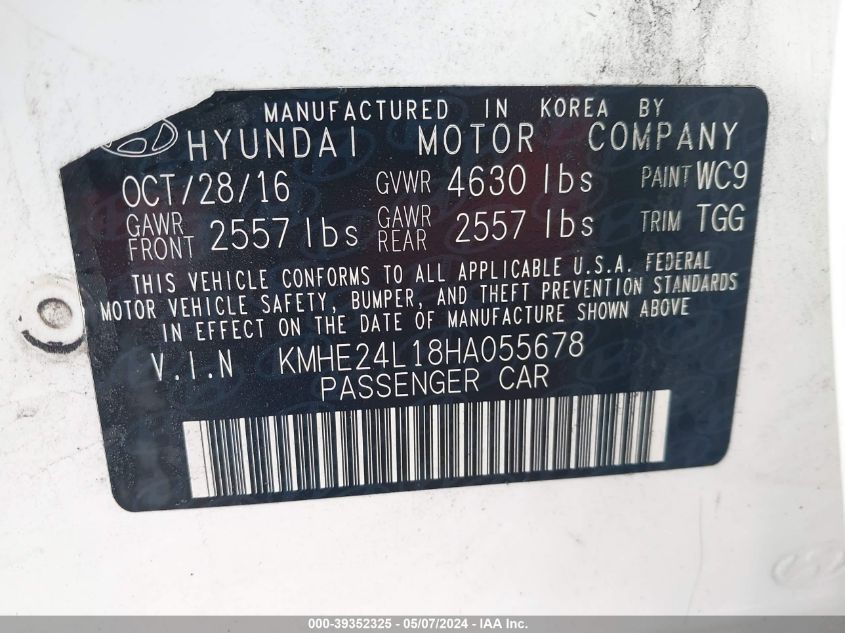 MANUFACTURED IN KOREA BY
HYUNDAI MOTOR COMPANY
OCT/28/16 GVWR 4630 lbs PAINT WC9
GAWR FRONT 2557 lbs GAWR REAR 2557 lbs TRIM TGG
THIS VEHICLE CONFORMS TO ALL APPLICABLE U.S.A. FEDERAL
MOTOR VEHICLE SAFETY, BUMPER, AND THEFT PREVENTION STANDARDS
IN EFFECT ON THE DATE OF MANUFACTURE SHOWN ABOVE
V.I.N KMHE24L18HA055678
PASSENGER CAR
000-39352325 - 05/07/2024 - IAA Inc.